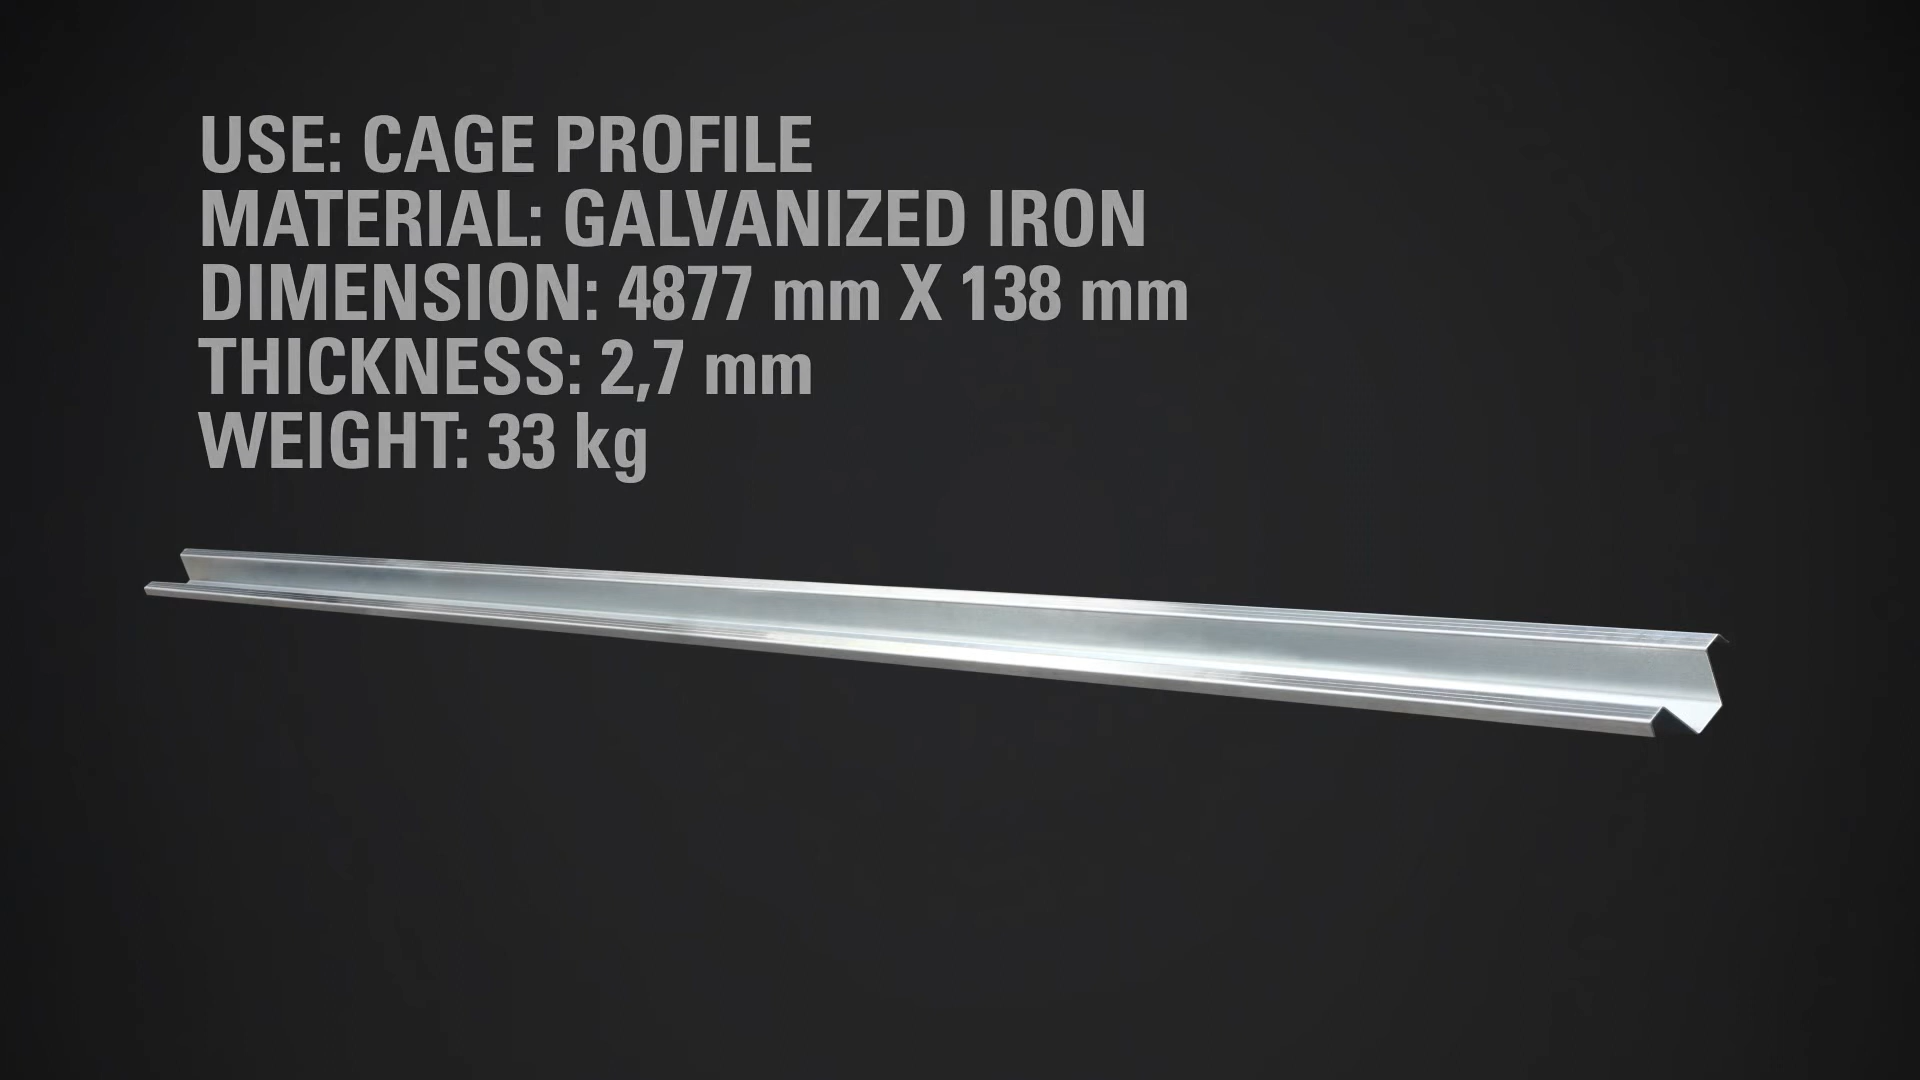 USE: CAGE PROFILE
MATERIAL: GALVANIZED IRON
DIMENSION: 4877 mm X 138 mm
THICKNESS: 2,7 mm
WEIGHT: 33 kg